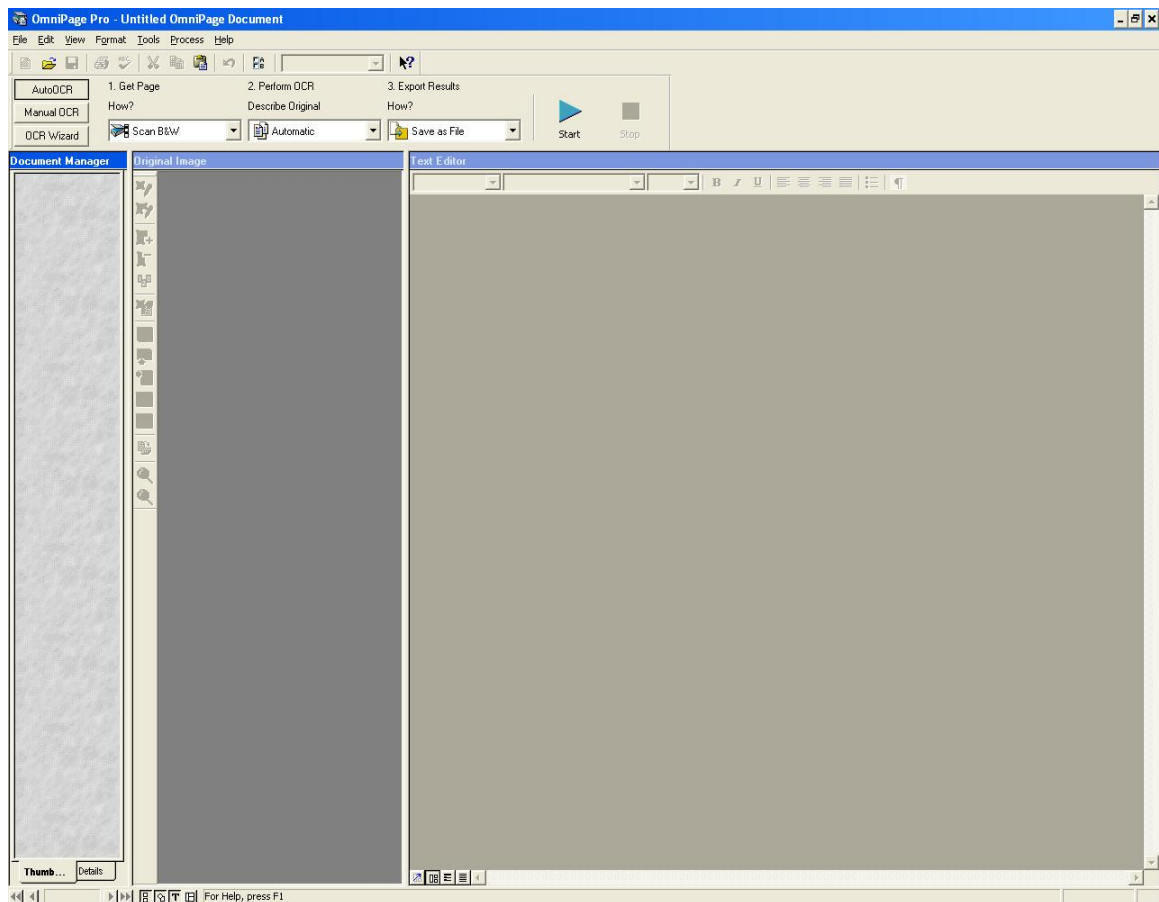 OmniPage Pro - Untitled OmniPage Document
File Edit View Format Tools Process Help
AutoOCR
Manual OCR
OCR Wizard
1. Get Page
How?
Scan B&W
2. Perform OCR
Describe Original
Automatic
3. Export Results
How?
Save as File
Start
Stop
Document Manager
Original Image
Text Editor
B I U
Thumb...
Details
For Help, press F1